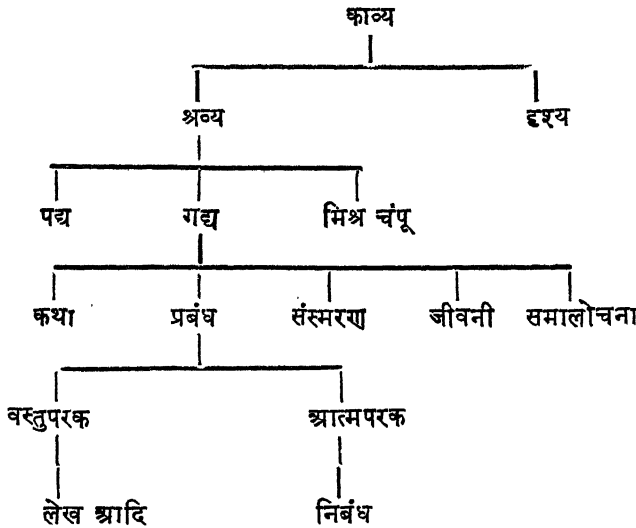 काव्य
श्रव्य दृश्य
पद्य गद्य मिश्र चंपू
कथा प्रबंध संस्मरण जीवनी समालोचना
वस्तुपरक आत्मपरक
लेख आदि निबंध